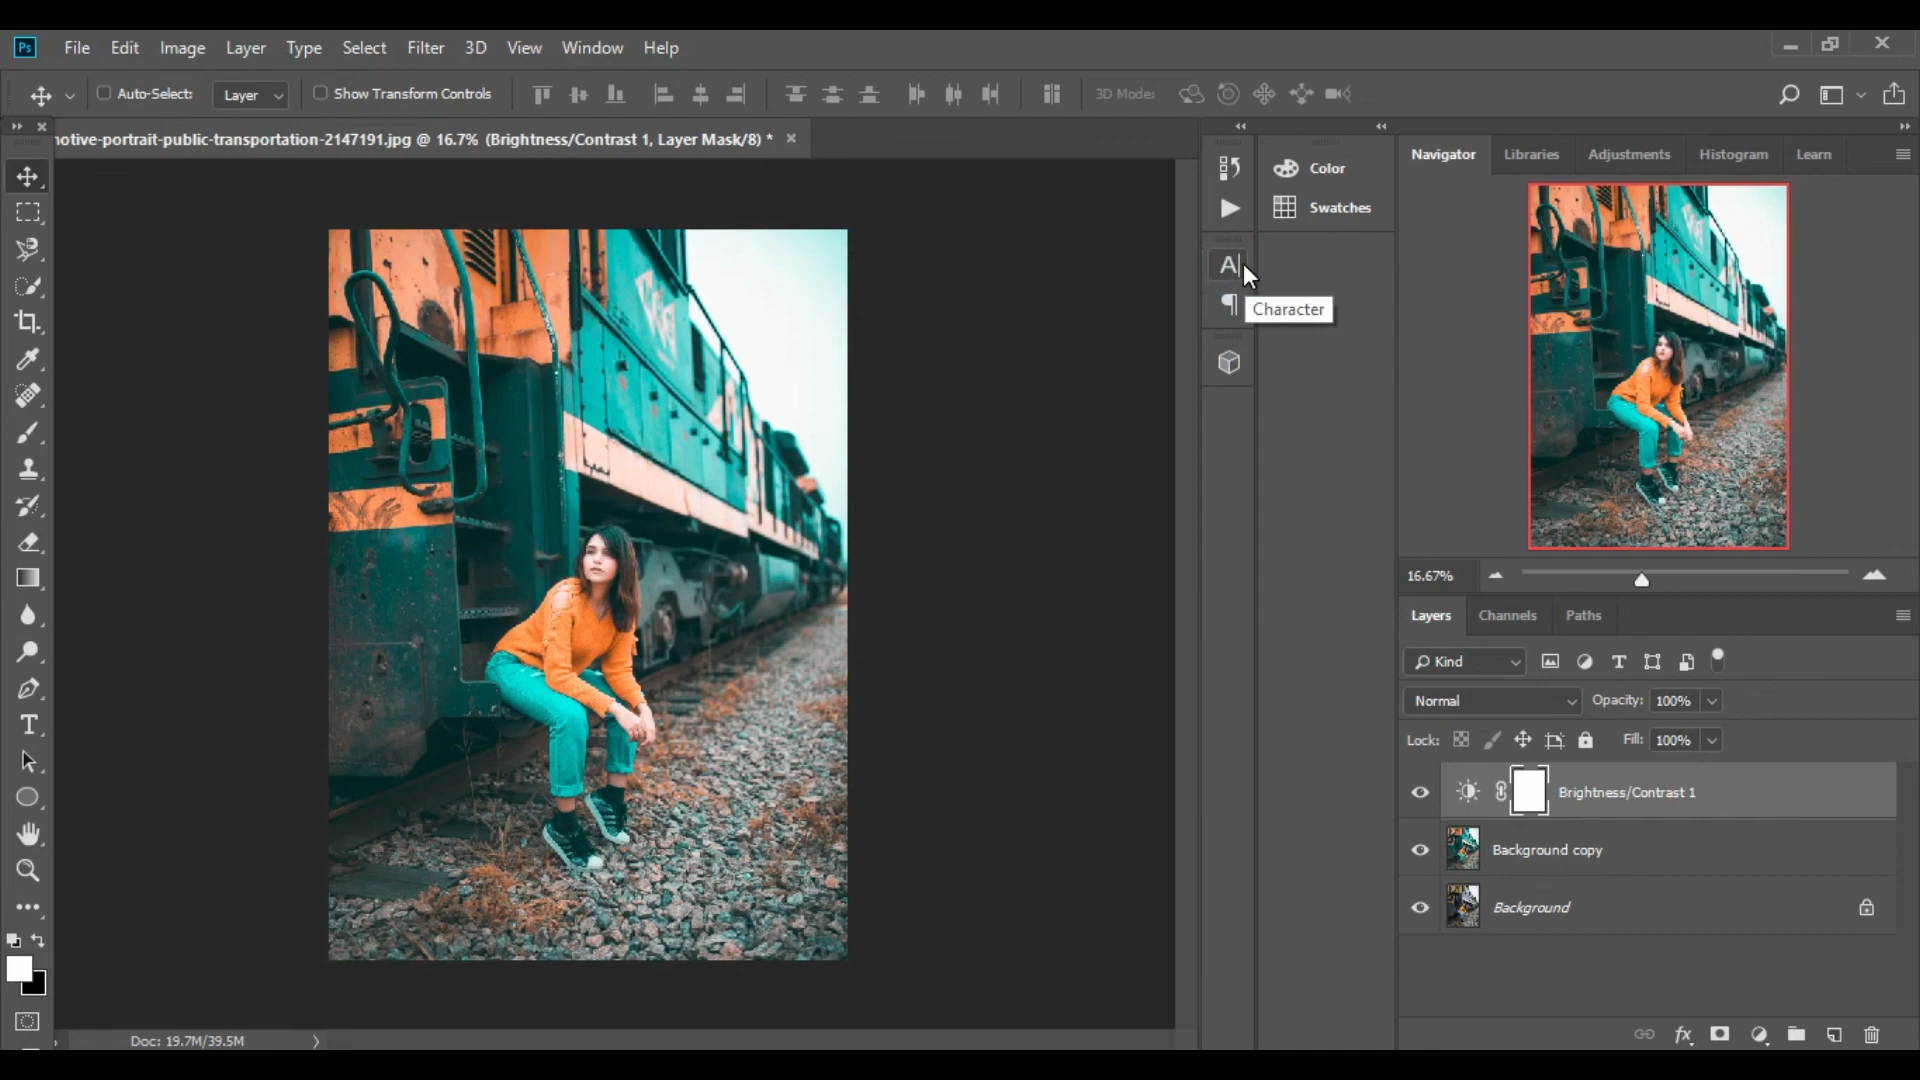 Ps File Edit Image Layer Type Select Filter 3D View Window Help
Auto-Select: Layer Show Transform Controls 3D Mode:
notive-portrait-public-transportation-2147191.jpg @ 16.7% (Brightness/Contrast 1, Layer Mask/8) *
Color
Swatches
Character
Navigator Libraries Adjustments Histogram Learn
16.67%
Layers Channels Paths
Kind
Normal Opacity: 100%
Lock: Fill: 100%
Brightness/Contrast 1
Background copy
Background
fx
Doc: 19.7M/39.5M